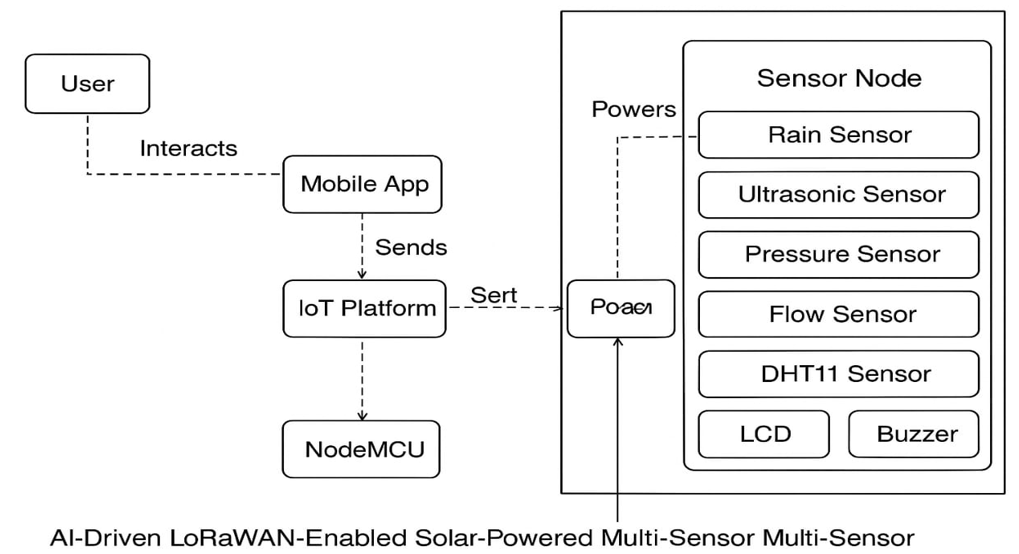 User
Interacts
Mobile App
Sends
IoT Platform
Sert
NodeMCU
Powers
Sensor Node
Rain Sensor
Ultrasonic Sensor
Pressure Sensor
Flow Sensor
DHT11 Sensor
LCD
Buzzer
AI-Driven LoRaWAN-Enabled Solar-Powered Multi-Sensor Multi-Sensor